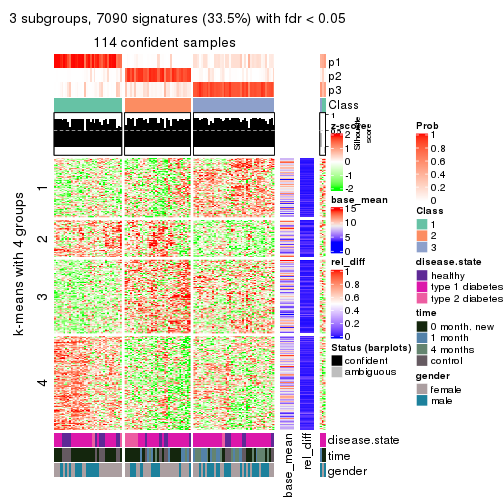 3 subgroups, 7090 signatures (33.5%) with fdr < 0.05
114 confident samples
p1
p2
p3
Class
1
0.5
0
Silhouette score
k-means with 4 groups
1
2
3
4
z-score
2
1
0
-1
-2
base_mean
15
10
5
0
rel_diff
0.8
0.6
0.4
0.2
0
Status (barplots)
confident
ambiguous
Prob
1
0.8
0.6
0.4
0.2
0
Class
1
2
3
disease.state
healthy
type 1 diabetes
type 2 diabetes
time
0 month. new
1 month
4 months
control
gender
female
male
disease.state
time
gender
base_mean
rel_diff